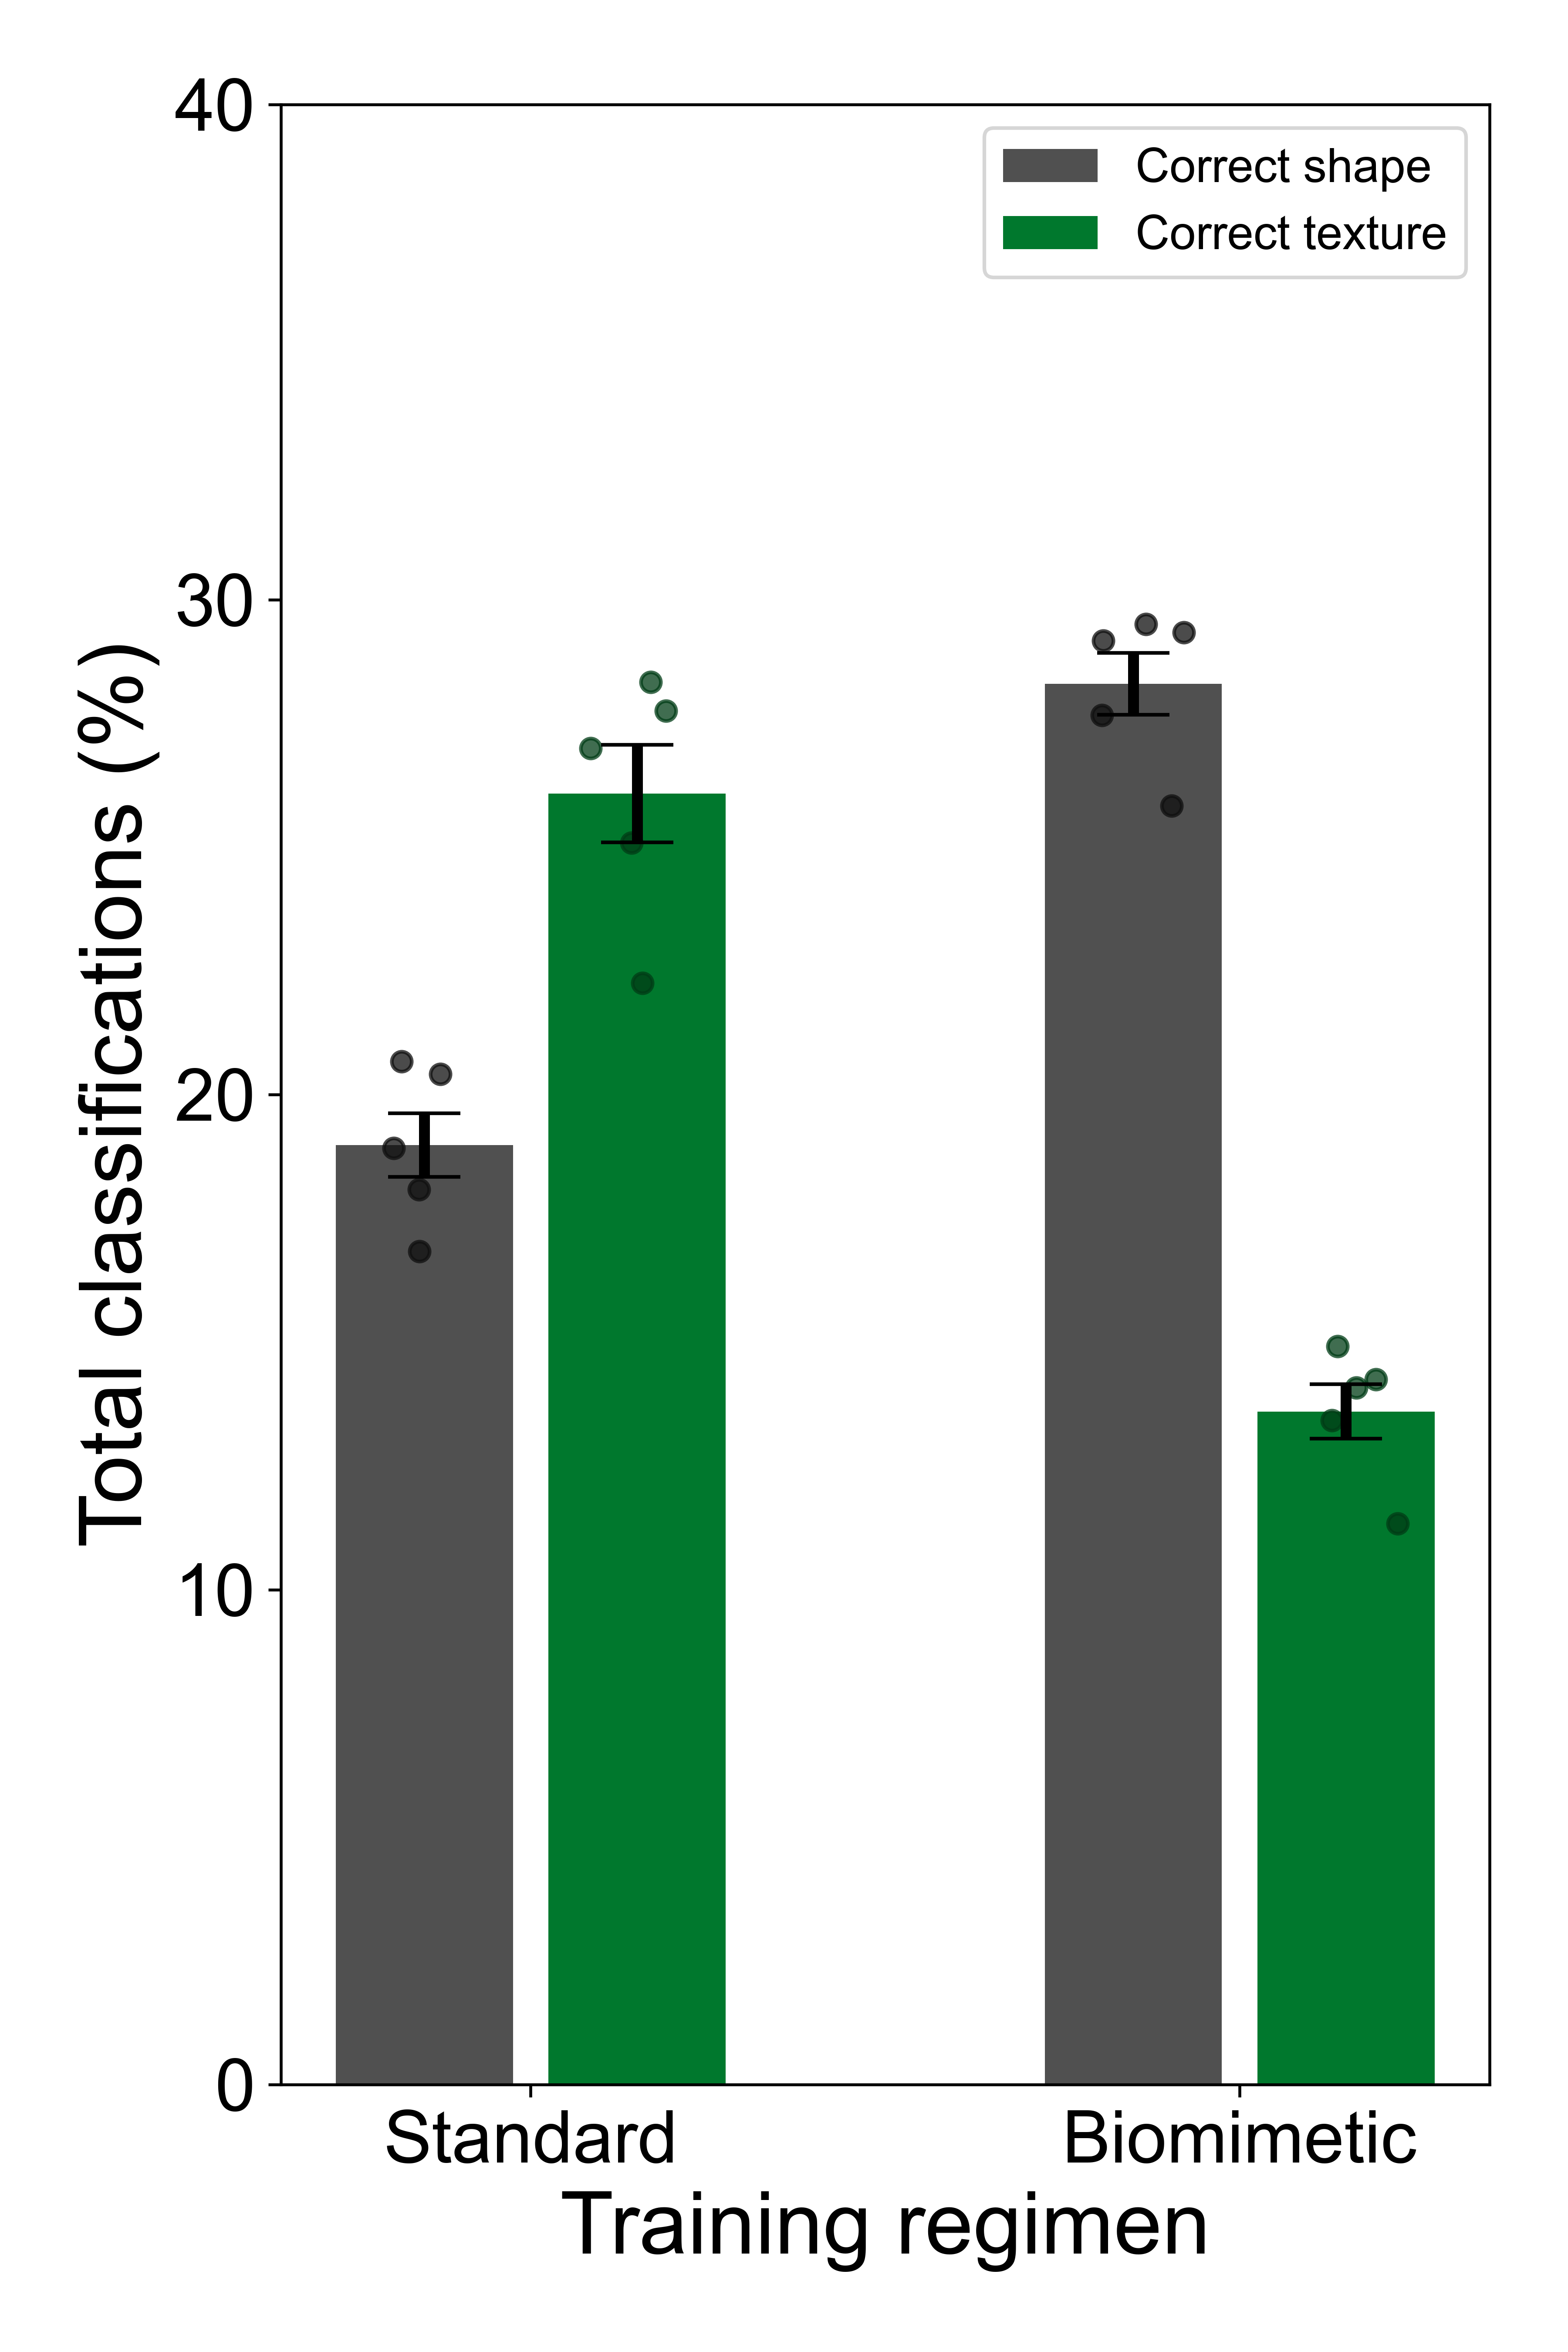 40
30
20
10
0
Total classifications (%)
Correct shape
Correct texture
Standard
Biomimetic
Training regimen